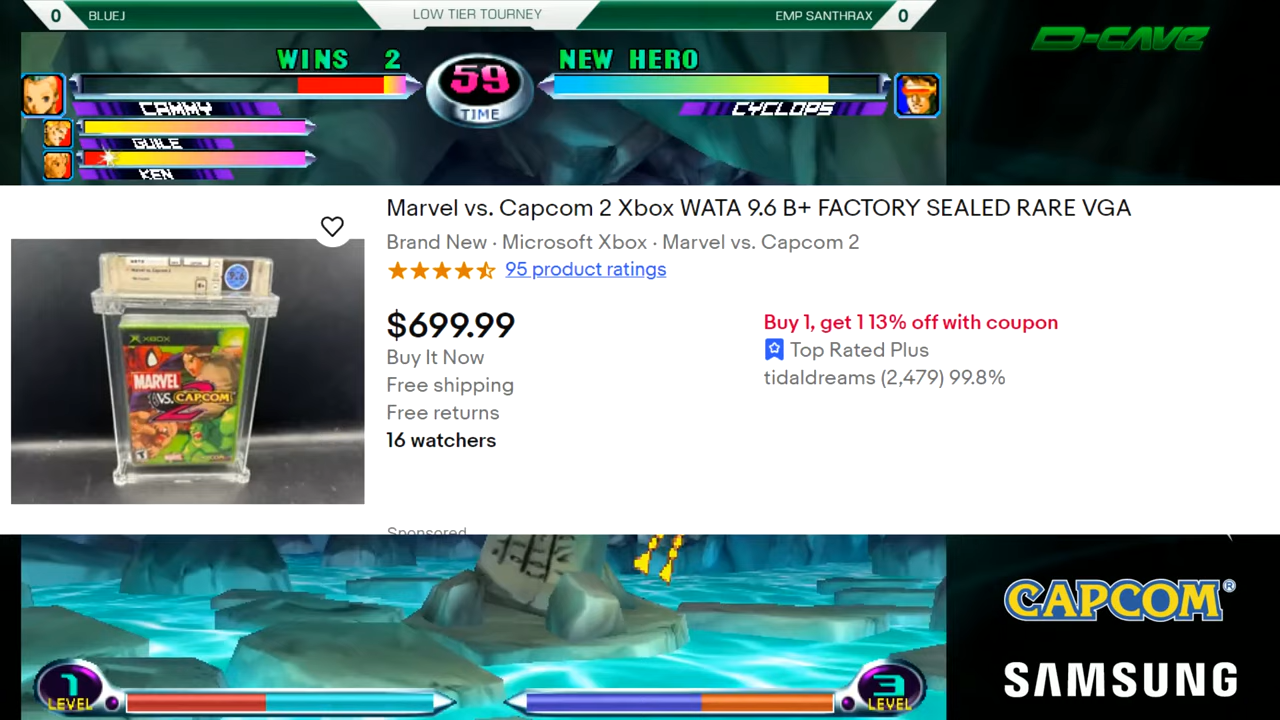 0 BLUEJ LOW TIER TOURNEY EMP SANTHRAX 0
D-CAVE
WINS 2 59 NEW HERO
TIME
CAMMY CYCLOPS
GUILE
KEN
Marvel vs. Capcom 2 Xbox WATA 9.6 B+ FACTORY SEALED RARE VGA
Brand New · Microsoft Xbox · Marvel vs. Capcom 2
95 product ratings
$699.99
Buy It Now
Free shipping
Free returns
16 watchers
Buy 1, get 1 13% off with coupon
Top Rated Plus
tidaldreams (2,479) 99.8%
XBOX
MARVEL
VS. CAPCOM
2
Sponsored
CAPCOM®
SAMSUNG
1
LEVEL
3
LEVEL